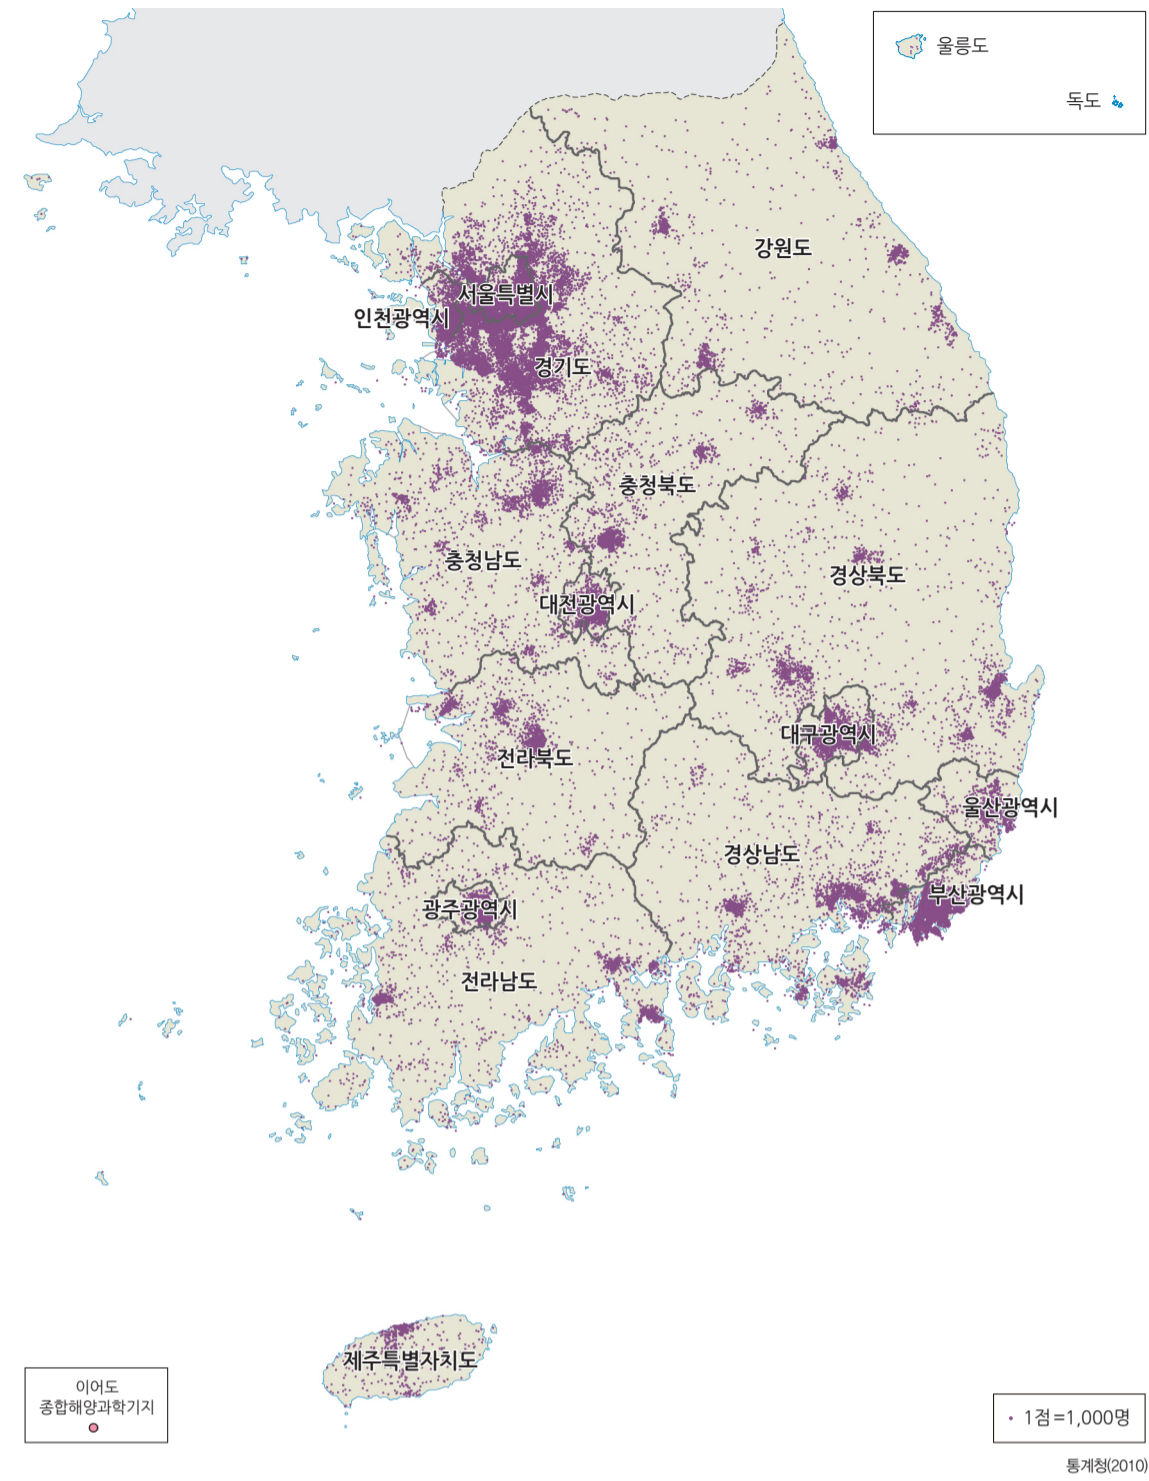 울릉도
독도
강원도
서울특별시
인천광역시
경기도
충청북도
충청남도
경상북도
대전광역시
대구광역시
전라북도
울산광역시
경상남도
부산광역시
광주광역시
전라남도
제주특별자치도
이어도
종합해양과학기지
1점=1,000명
통계청(2010)